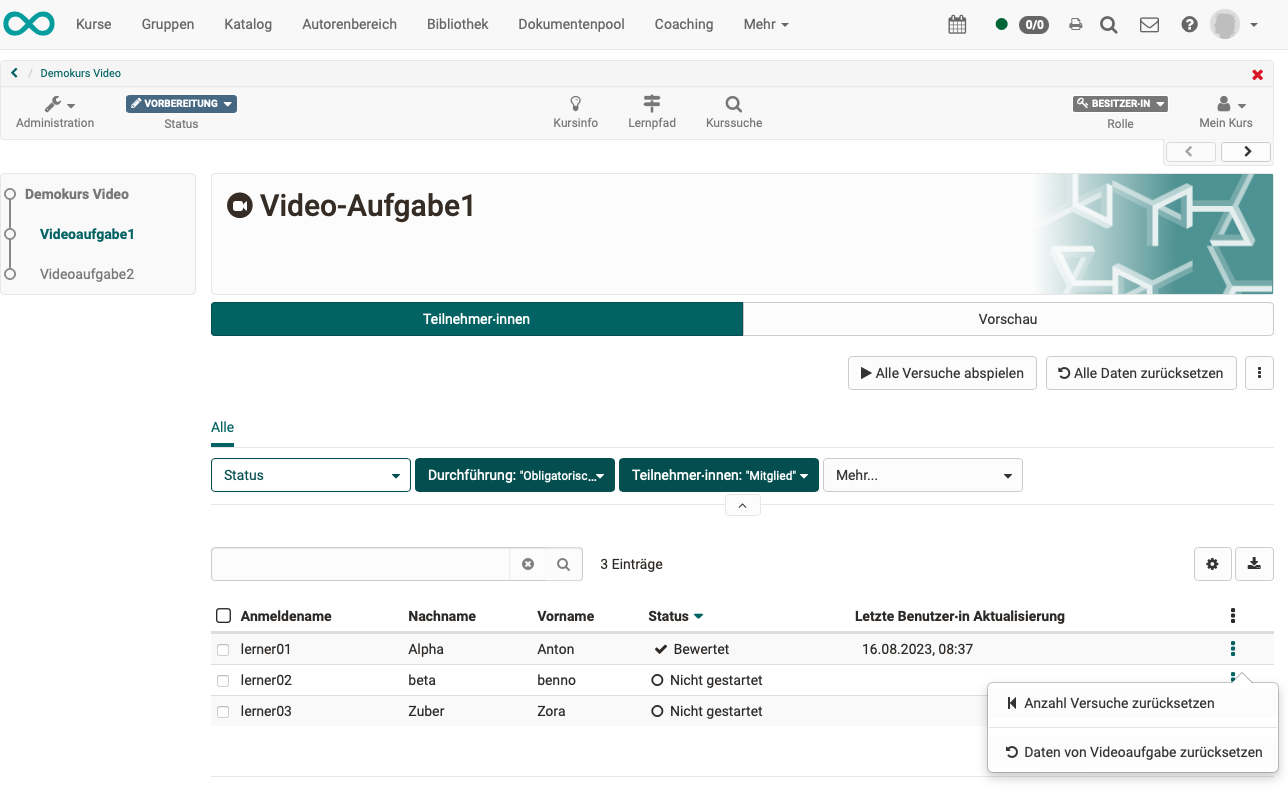 Kurse Gruppen Katalog Autorenbereich Bibliothek Dokumentenpool Coaching Mehr 0/0
/ Demokurs Video
VORBEREITUNG BESITZER·IN
Administration Status Kursinfo Lernpfad Kurssuche Rolle Mein Kurs
Demokurs Video
Videoaufgabe1
Videoaufgabe2
Video-Aufgabe1
Teilnehmer·innen Vorschau
Alle Versuche abspielen Alle Daten zurücksetzen
Alle
Status Durchführung: "Obligatorisc... Teilnehmer·innen: "Mitglied" Mehr...
3 Einträge
Anmeldename Nachname Vorname Status Letzte Benutzer·in Aktualisierung
lerner01 Alpha Anton Bewertet 16.08.2023, 08:37
lerner02 beta benno Nicht gestartet
lerner03 Zuber Zora Nicht gestartet
Anzahl Versuche zurücksetzen
Daten von Videoaufgabe zurücksetzen